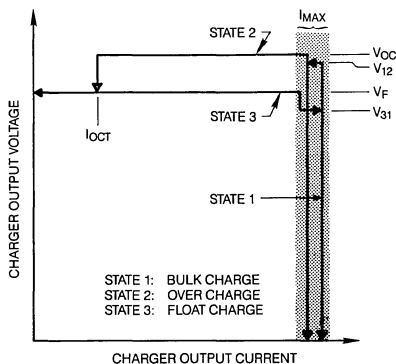 IMAX
STATE 2
VOC
V12
VF
V31
STATE 3
IOCT
STATE 1
CHARGER OUTPUT VOLTAGE
STATE 1: BULK CHARGE
STATE 2: OVER CHARGE
STATE 3: FLOAT CHARGE
CHARGER OUTPUT CURRENT